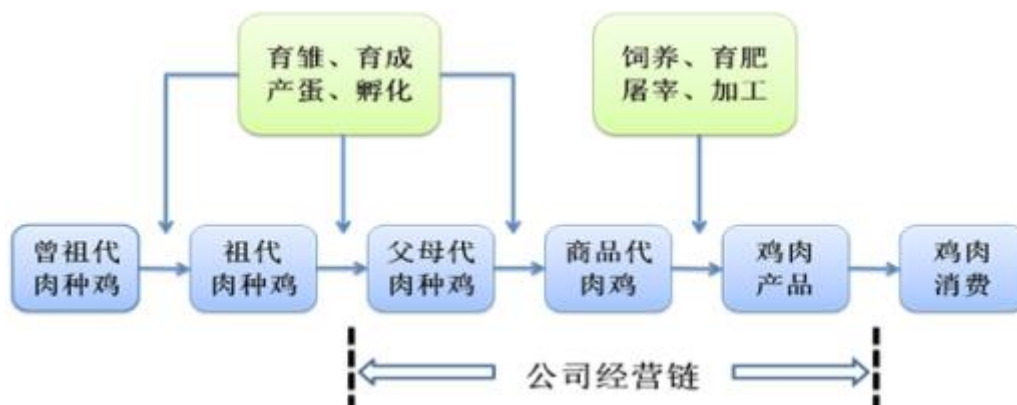 育雏、育成
产蛋、孵化
饲养、育肥
屠宰、加工
曾祖代
肉种鸡
祖代
肉种鸡
父母代
肉种鸡
商品代
肉鸡
鸡肉
产品
鸡肉
消费
公司经营链